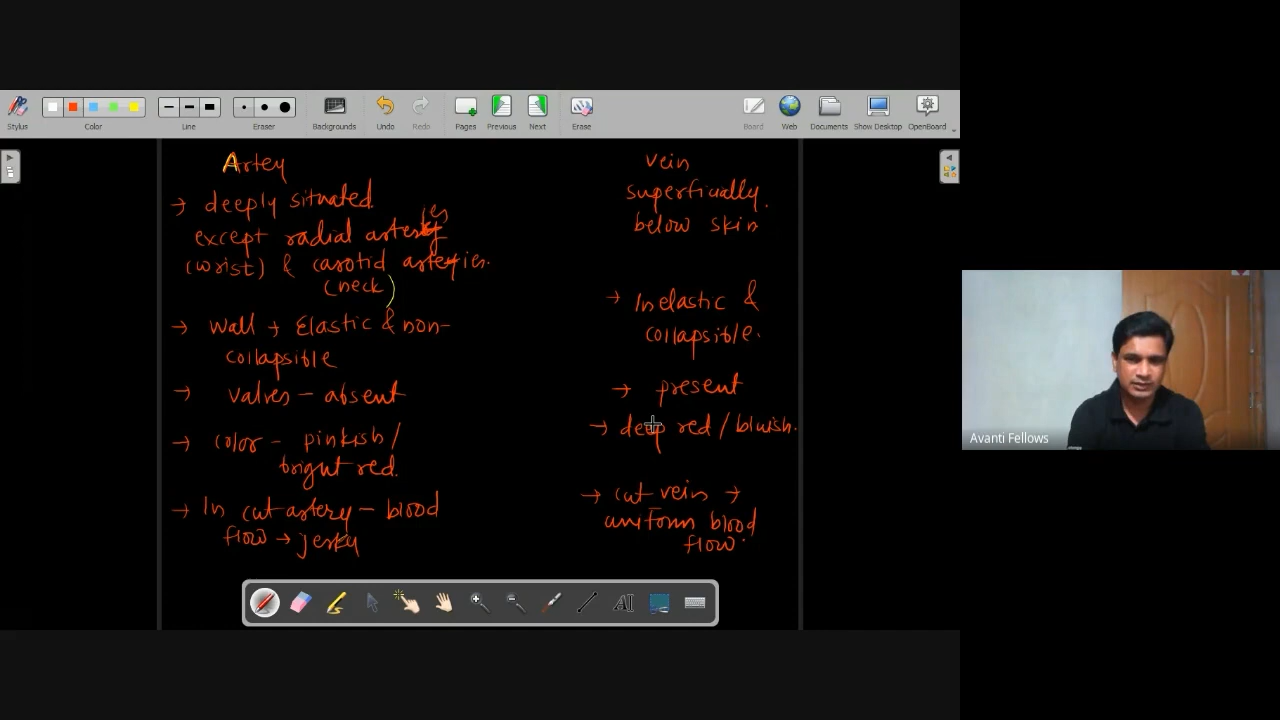 Stylus Color Line Eraser Backgrounds Undo Redo Pages Previous Next Erase Board Web Documents Show Desktop OpenBoard
Artey
→ deeply situated.
except radial arteries
(wrist) & carotid arteries.
(neck)
→ wall → Elastic & non-
collapsible
→ valves - absent
→ color - pinkish/
bright red.
→ In cut artery - blood
flow → jerky
vein
superficially.
below skin
→ Inelastic &
collapsible.
→ present
→ deep red / bluish.
→ cut vein →
uniform blood
flow.
AI
Avanti Fellows